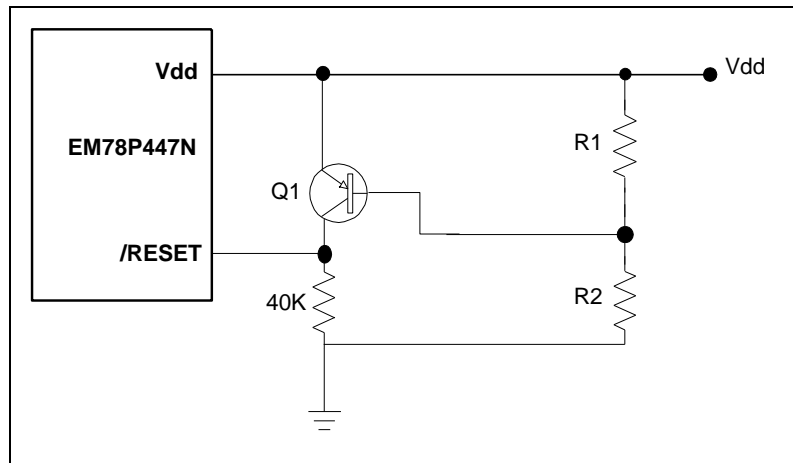 Vdd
Vdd
EM78P447N
R1
Q1
/RESET
40K
R2